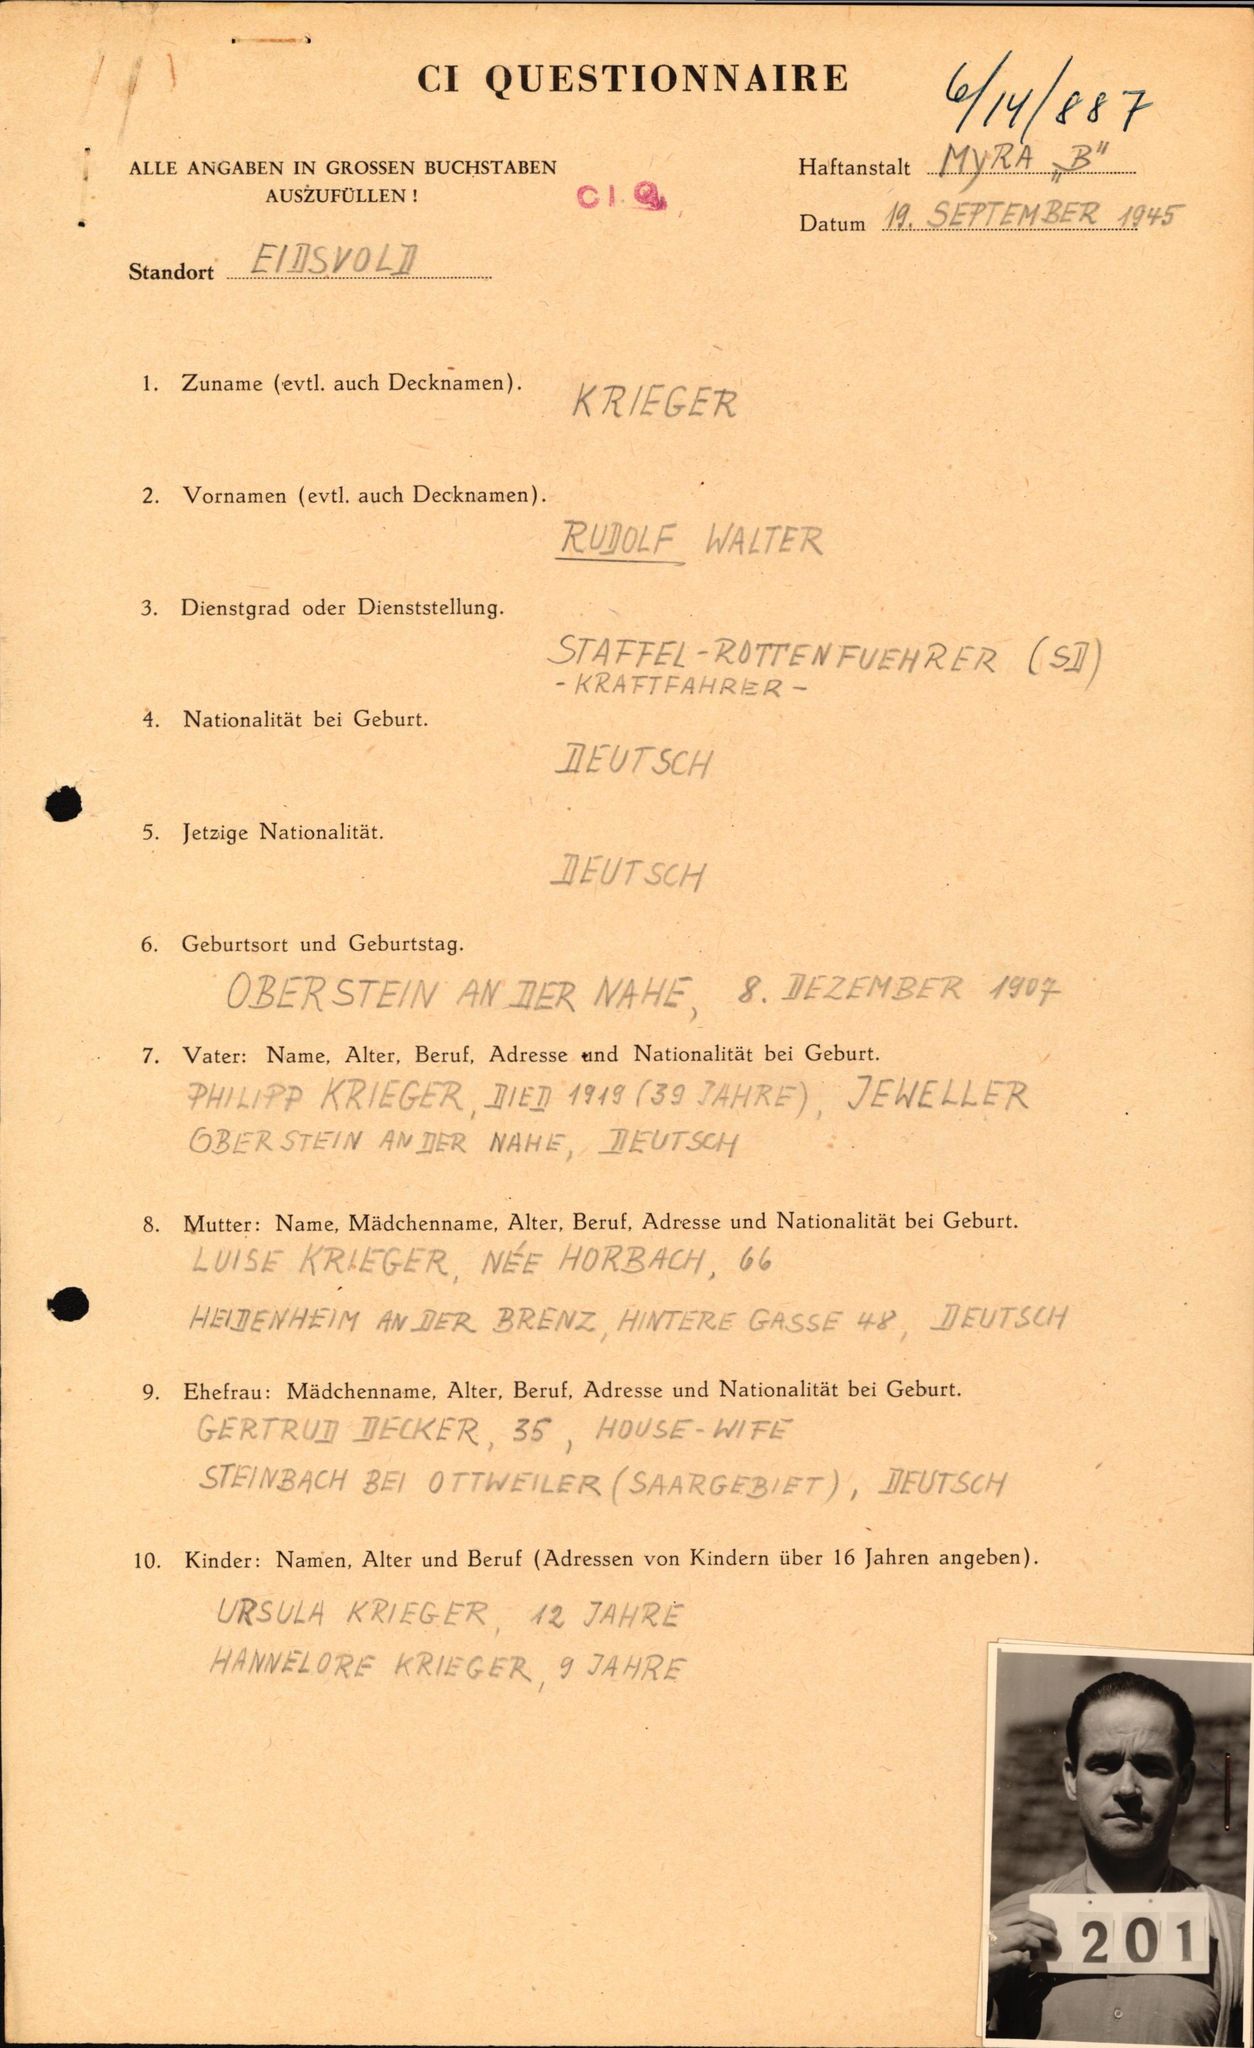 CI QUESTIONNAIRE
6/14/887
ALLE ANGABEN IN GROSSEN BUCHSTABEN
AUSZUFÜLLEN !
C I Q
Haftanstalt MYRA „B"
Datum 19. SEPTEMBER 1945
Standort EIDSVOLD
1. Zuname (evtl. auch Decknamen).
KRIEGER
2. Vornamen (evtl. auch Decknamen).
RUDOLF WALTER
3. Dienstgrad oder Dienststellung.
STAFFEL-ROTTENFUEHRER (SD)
- KRAFTFAHRER -
4. Nationalität bei Geburt.
DEUTSCH
5. Jetzige Nationalität.
DEUTSCH
6. Geburtsort und Geburtstag.
OBERSTEIN AN DER NAHE, 8. DEZEMBER 1907
7. Vater: Name, Alter, Beruf, Adresse und Nationalität bei Geburt.
PHILIPP KRIEGER, DIED 1919 (39 JAHRE), JEWELLER
OBERSTEIN AN DER NAHE, DEUTSCH
8. Mutter: Name, Mädchenname, Alter, Beruf, Adresse und Nationalität bei Geburt.
LUISE KRIEGER, NÉE HORBACH, 66
HEIDENHEIM AN DER BRENZ, HINTERE GASSE 48, DEUTSCH
9. Ehefrau: Mädchenname, Alter, Beruf, Adresse und Nationalität bei Geburt.
GERTRUD DECKER, 35, HOUSE-WIFE
STEINBACH BEI OTTWEILER (SAARGEBIET), DEUTSCH
10. Kinder: Namen, Alter und Beruf (Adressen von Kindern über 16 Jahren angeben).
URSULA KRIEGER, 12 JAHRE
HANNELORE KRIEGER, 9 JAHRE
201